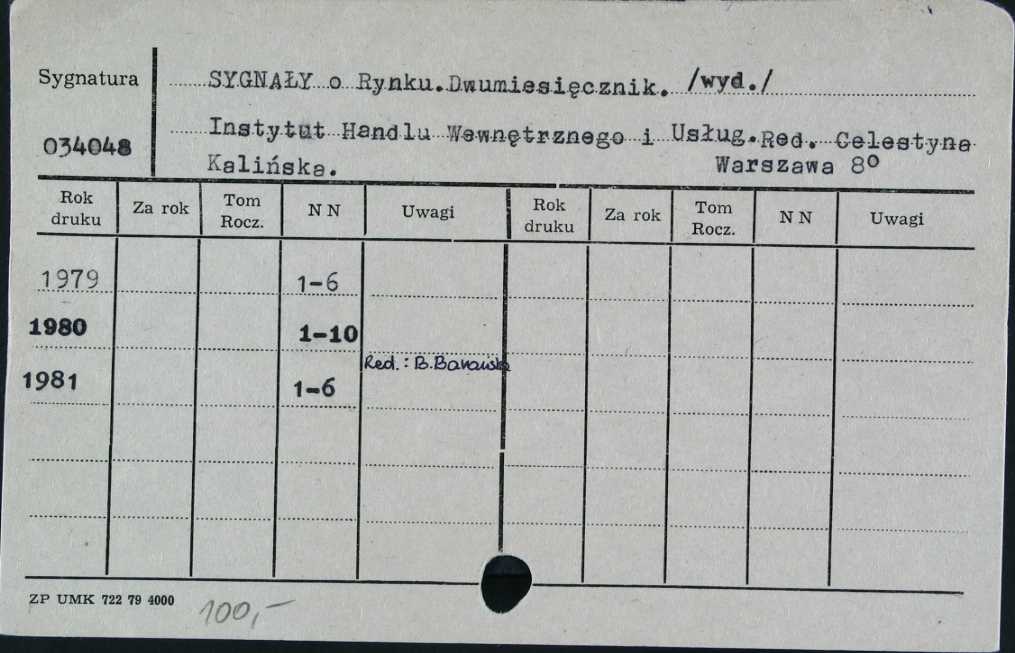 Sygnatura SYGNAŁY o Rynku.Dwumiesięcznik. /wyd./
034048 Instytut Handlu Wewnętrznego i Usług.Red. Celestyna
Kalińska. Warszawa 8°
Rok druku Za rok Tom Rocz. N N Uwagi Rok druku Za rok Tom Rocz. N N Uwagi
1979 1-6
1980 1-10
1981 1-6 Red.: B.
ZP UMK 722 79 4000 100,-